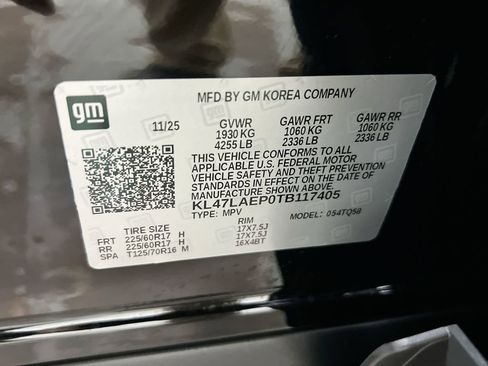 gm
MFD BY GM KOREA COMPANY
11/25 GVWR GAWR FRT GAWR RR
1930 KG 1060 KG 1060 KG
4255 LB 2336 LB 2336 LB
THIS VEHICLE CONFORMS TO ALL
APPLICABLE U.S. FEDERAL MOTOR
VEHICLE SAFETY AND THEFT PREVENTION
STANDARDS IN EFFECT ON THE DATE OF
MANUFACTURE SHOWN ABOVE.
KL47LAEP0TB117405
TYPE: MPV MODEL: 054TQ58
TIRE SIZE RIM
FRT 225/60R17 H 17X7.5J
RR 225/60R17 H 17X7.5J
SPA T125/70R16 M 16X4BT